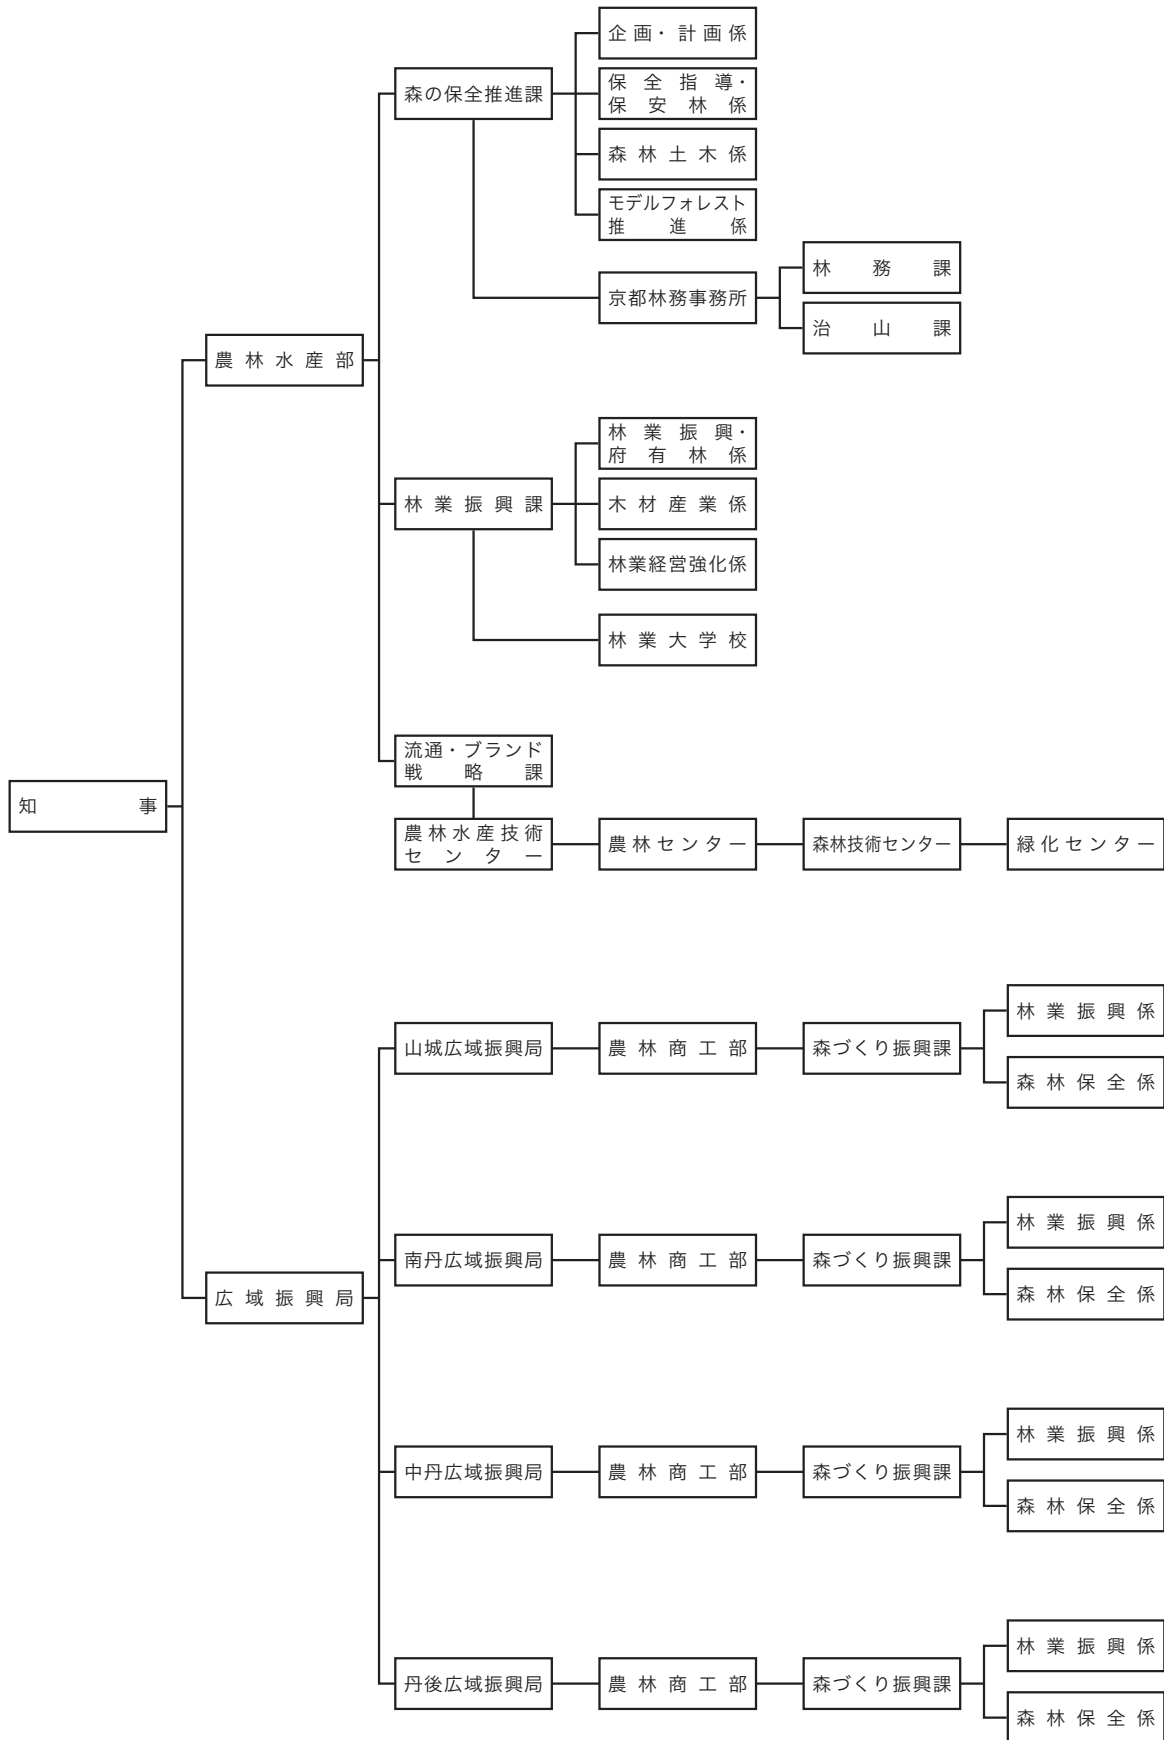 企画・計画係
保全指導・
保安林係
森の保全推進課
森林土木係
モデルフォレスト
推進係
京都林務事務所
林務課
治山課
農林水産部
林業振興・
府有林係
林業振興課
木材産業係
林業経営強化係
林業大学校
流通・ブランド
戦略課
知事
農林水産技術
センター
農林センター
森林技術センター
緑化センター
山城広域振興局
農林商工部
森づくり振興課
林業振興係
森林保全係
広域振興局
南丹広域振興局
農林商工部
森づくり振興課
林業振興係
森林保全係
中丹広域振興局
農林商工部
森づくり振興課
林業振興係
森林保全係
丹後広域振興局
農林商工部
森づくり振興課
林業振興係
森林保全係